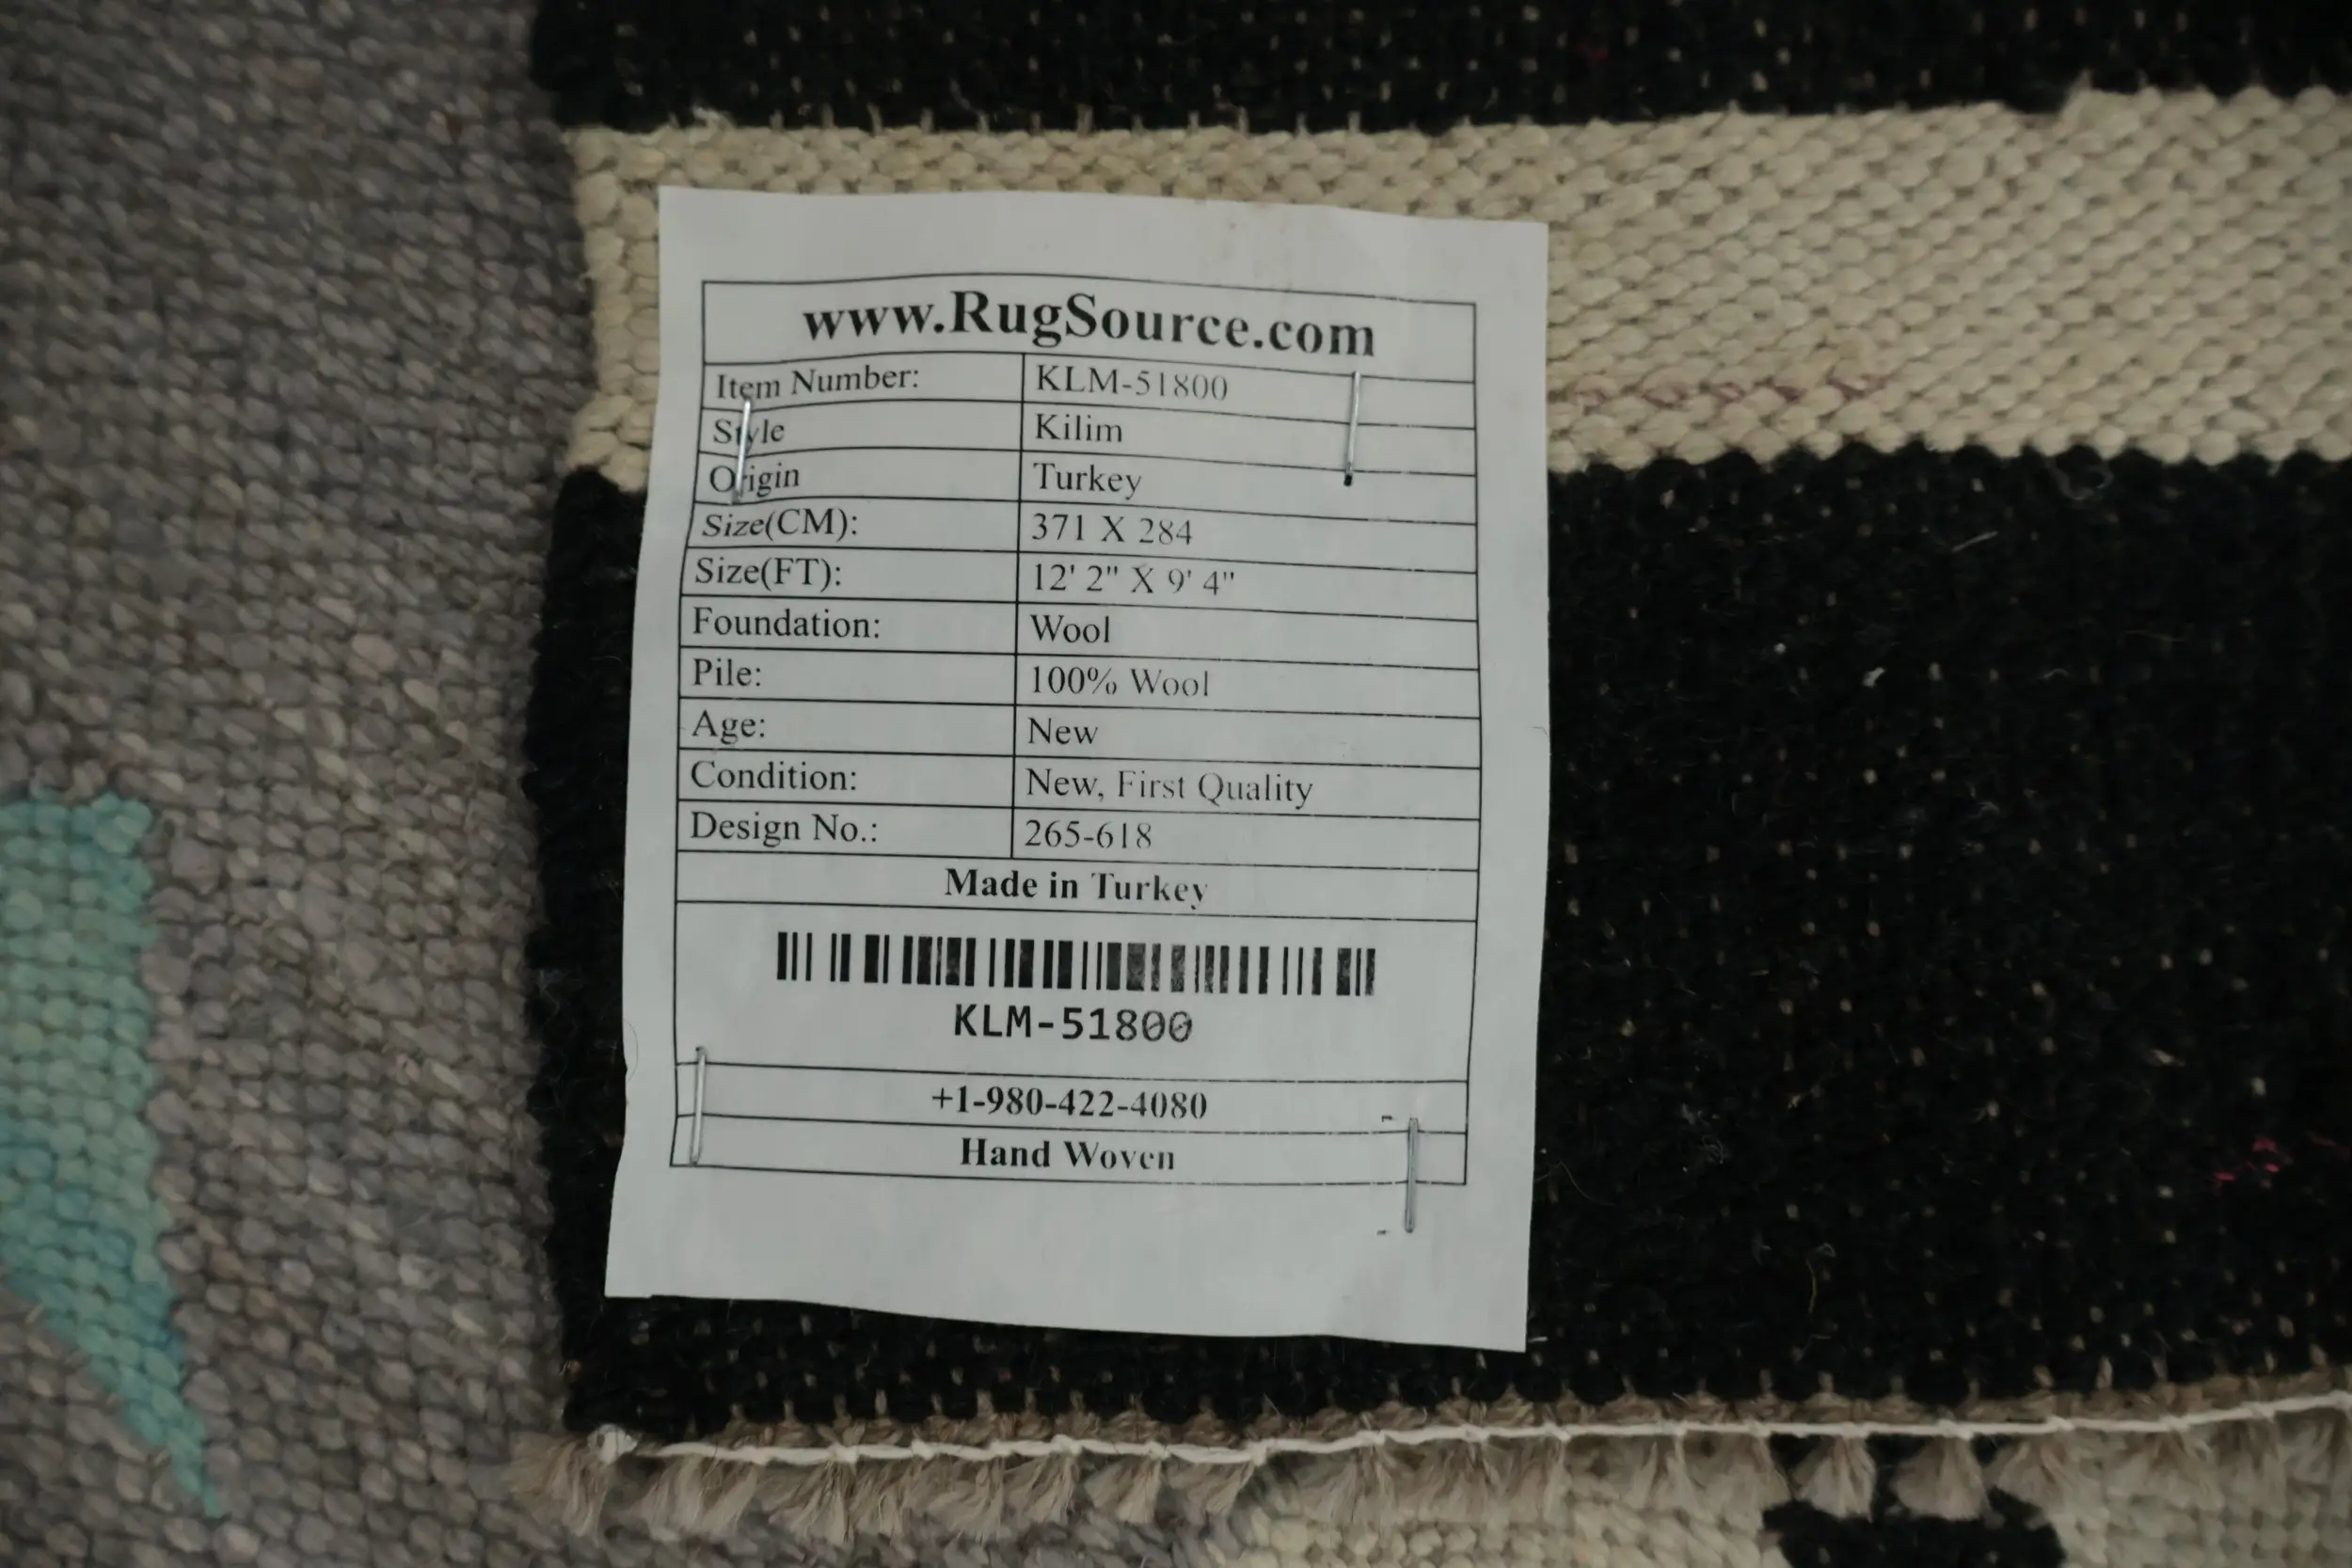 www.RugSource.com
Item Number: KLM-51800
Style Kilim
Origin Turkey
Size(CM): 371 X 284
Size(FT): 12' 2" X 9' 4"
Foundation: Wool
Pile: 100% Wool
Age: New
Condition: New, First Quality
Design No.: 265-618
Made in Turkey
KLM-51800
+1-980-422-4080
Hand Woven